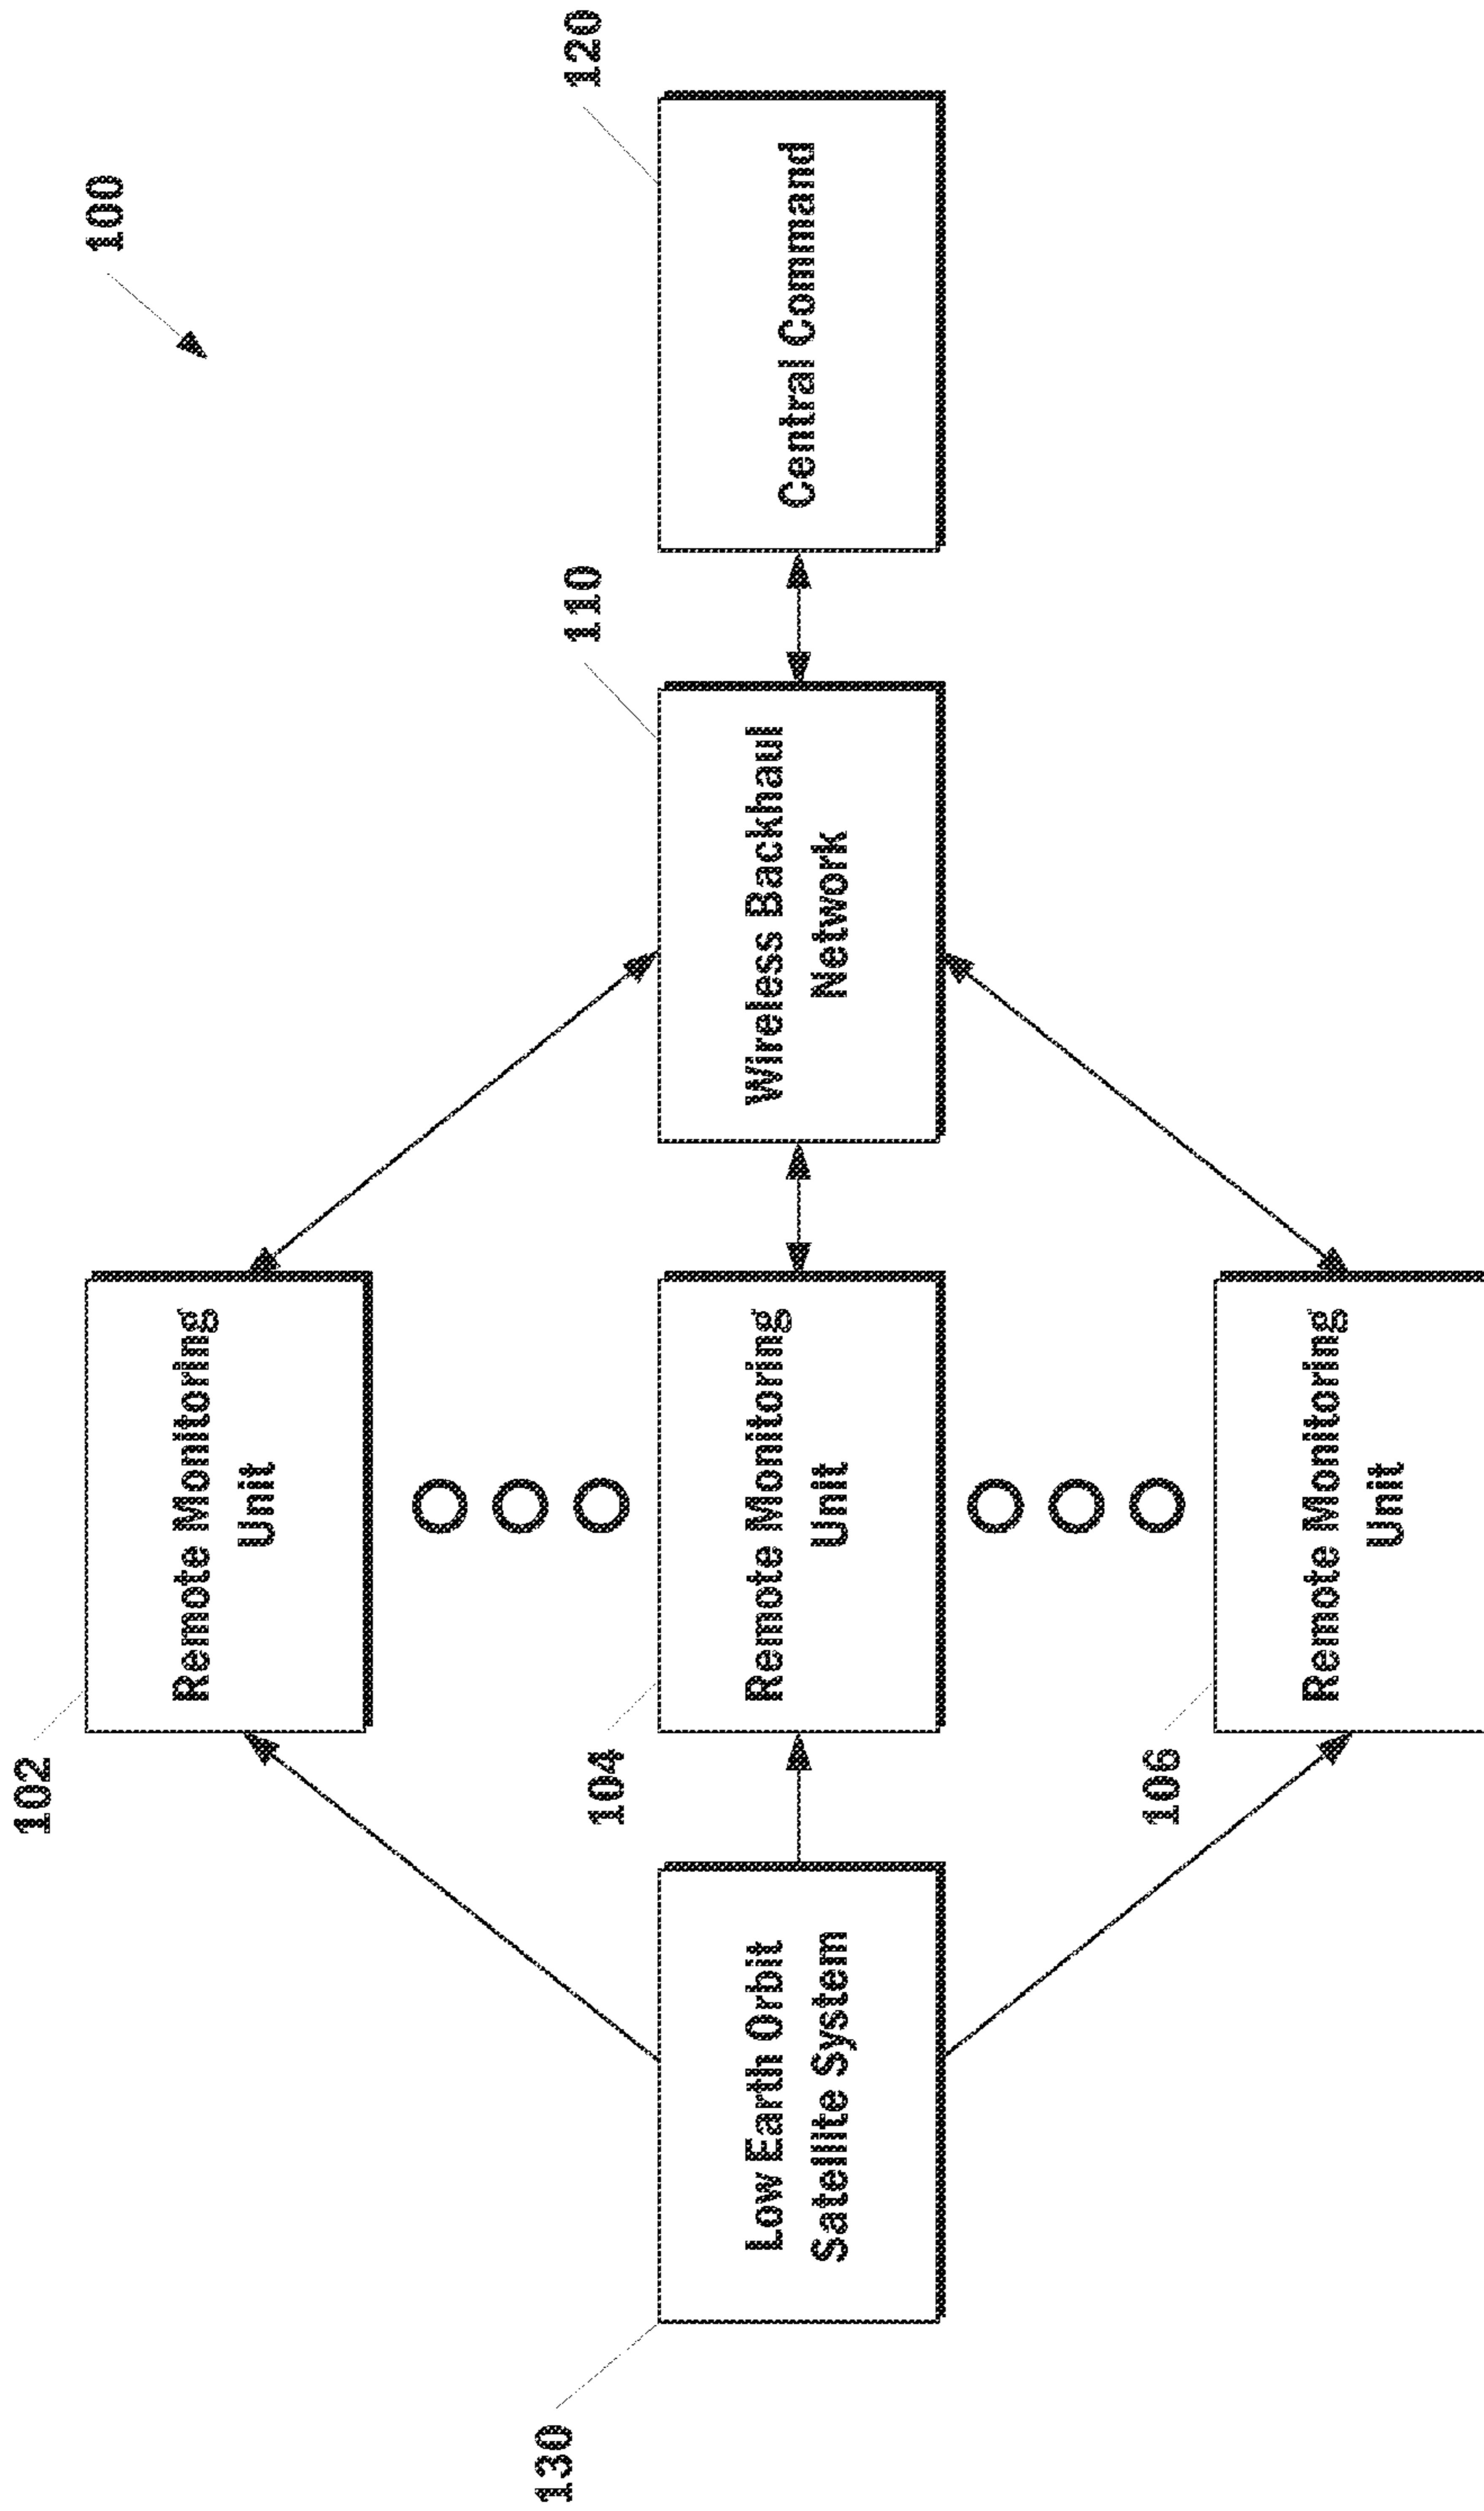 100
102
Remote Monitoring
Unit
130
Low Earth Orbit
Satellite System
104
Remote Monitoring
Unit
110
Wireless Backhaul
Network
120
Central Command
106
Remote Monitoring
Unit